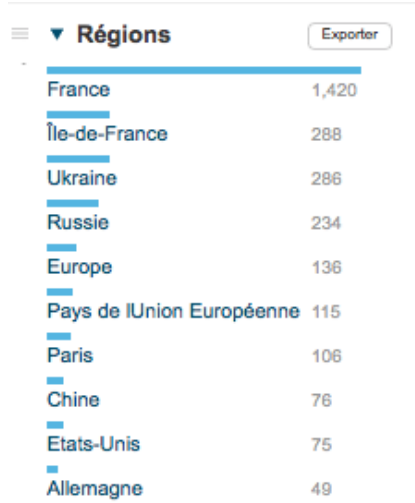 Régions Exporter
France 1,420
Île-de-France 288
Ukraine 286
Russie 234
Europe 136
Pays de lUnion Européenne 115
Paris 106
Chine 76
Etats-Unis 75
Allemagne 49